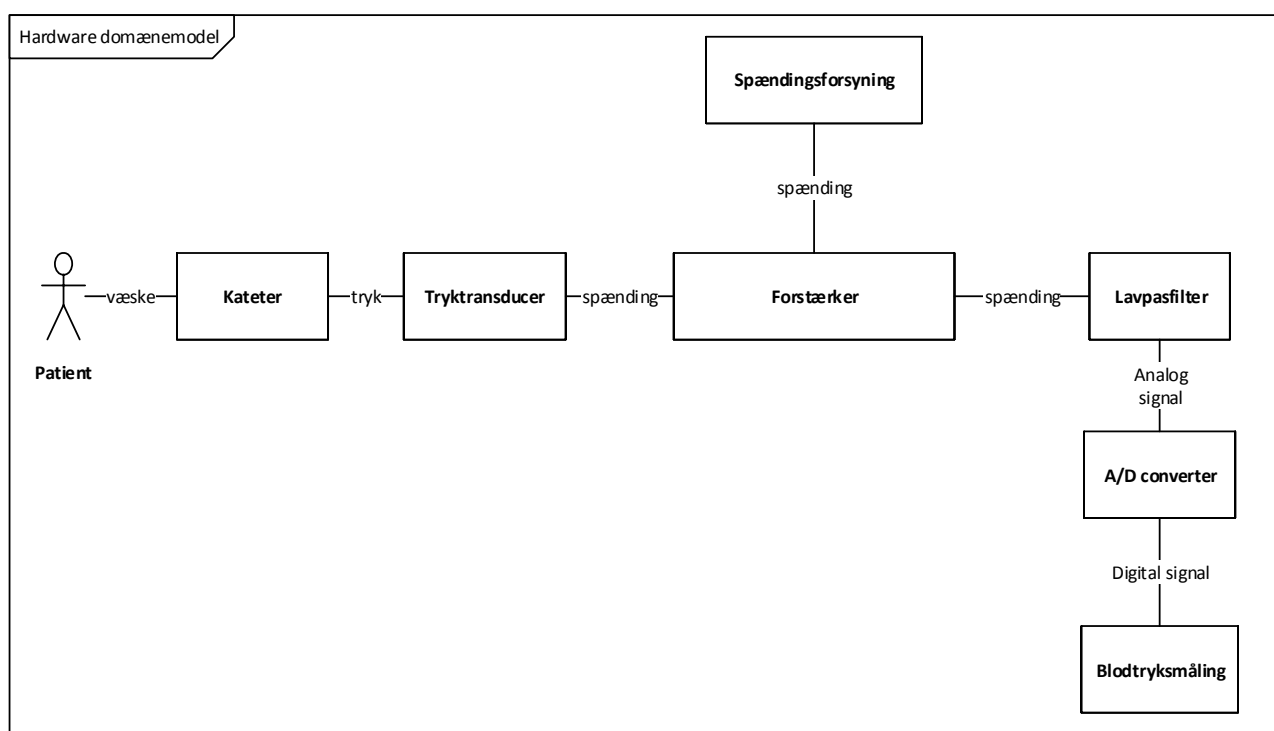 Hardware domænemodel
Spændingsforsyning
spænding
væske
Kateter
tryk
Tryktransducer
spænding
Forstærker
spænding
Lavpasfilter
Patient
Analog
signal
A/D converter
Digital signal
Blodtryksmåling